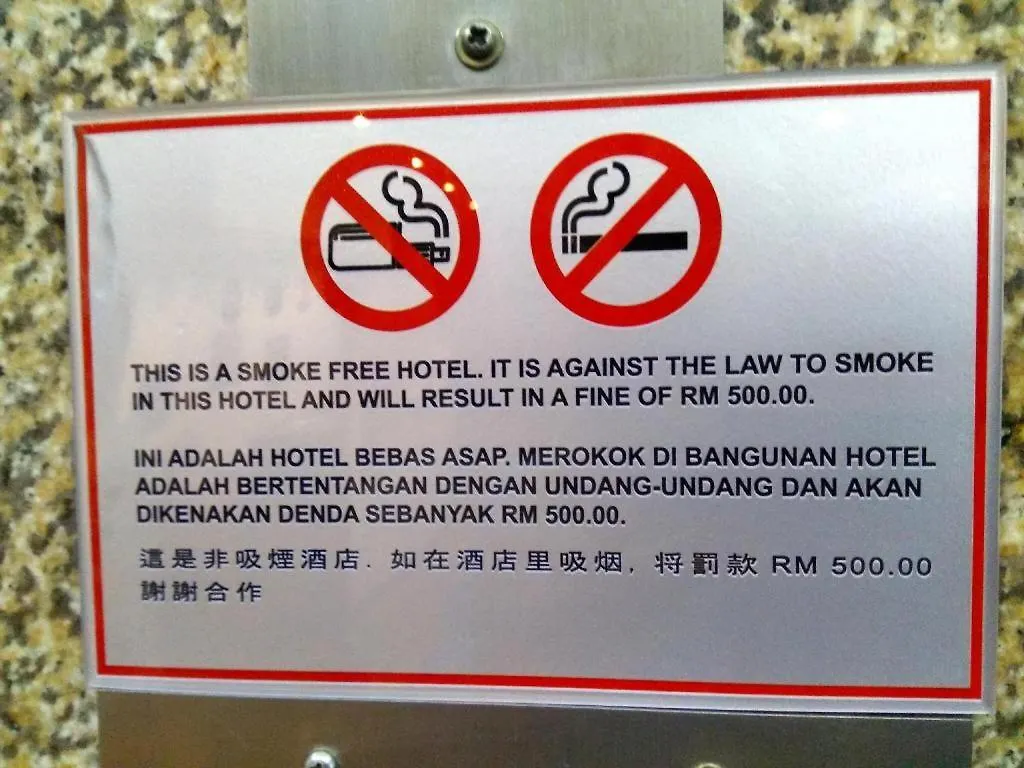 THIS IS A SMOKE FREE HOTEL. IT IS AGAINST THE LAW TO SMOKE
IN THIS HOTEL AND WILL RESULT IN A FINE OF RM 500.00.
INI ADALAH HOTEL BEBAS ASAP. MEROKOK DI BANGUNAN HOTEL
ADALAH BERTENTANGAN DENGAN UNDANG-UNDANG DAN AKAN
DIKENAKAN DENDA SEBANYAK RM 500.00.
這是非吸煙酒店. 如在酒店里吸烟, 将罰款 RM 500.00
謝謝合作